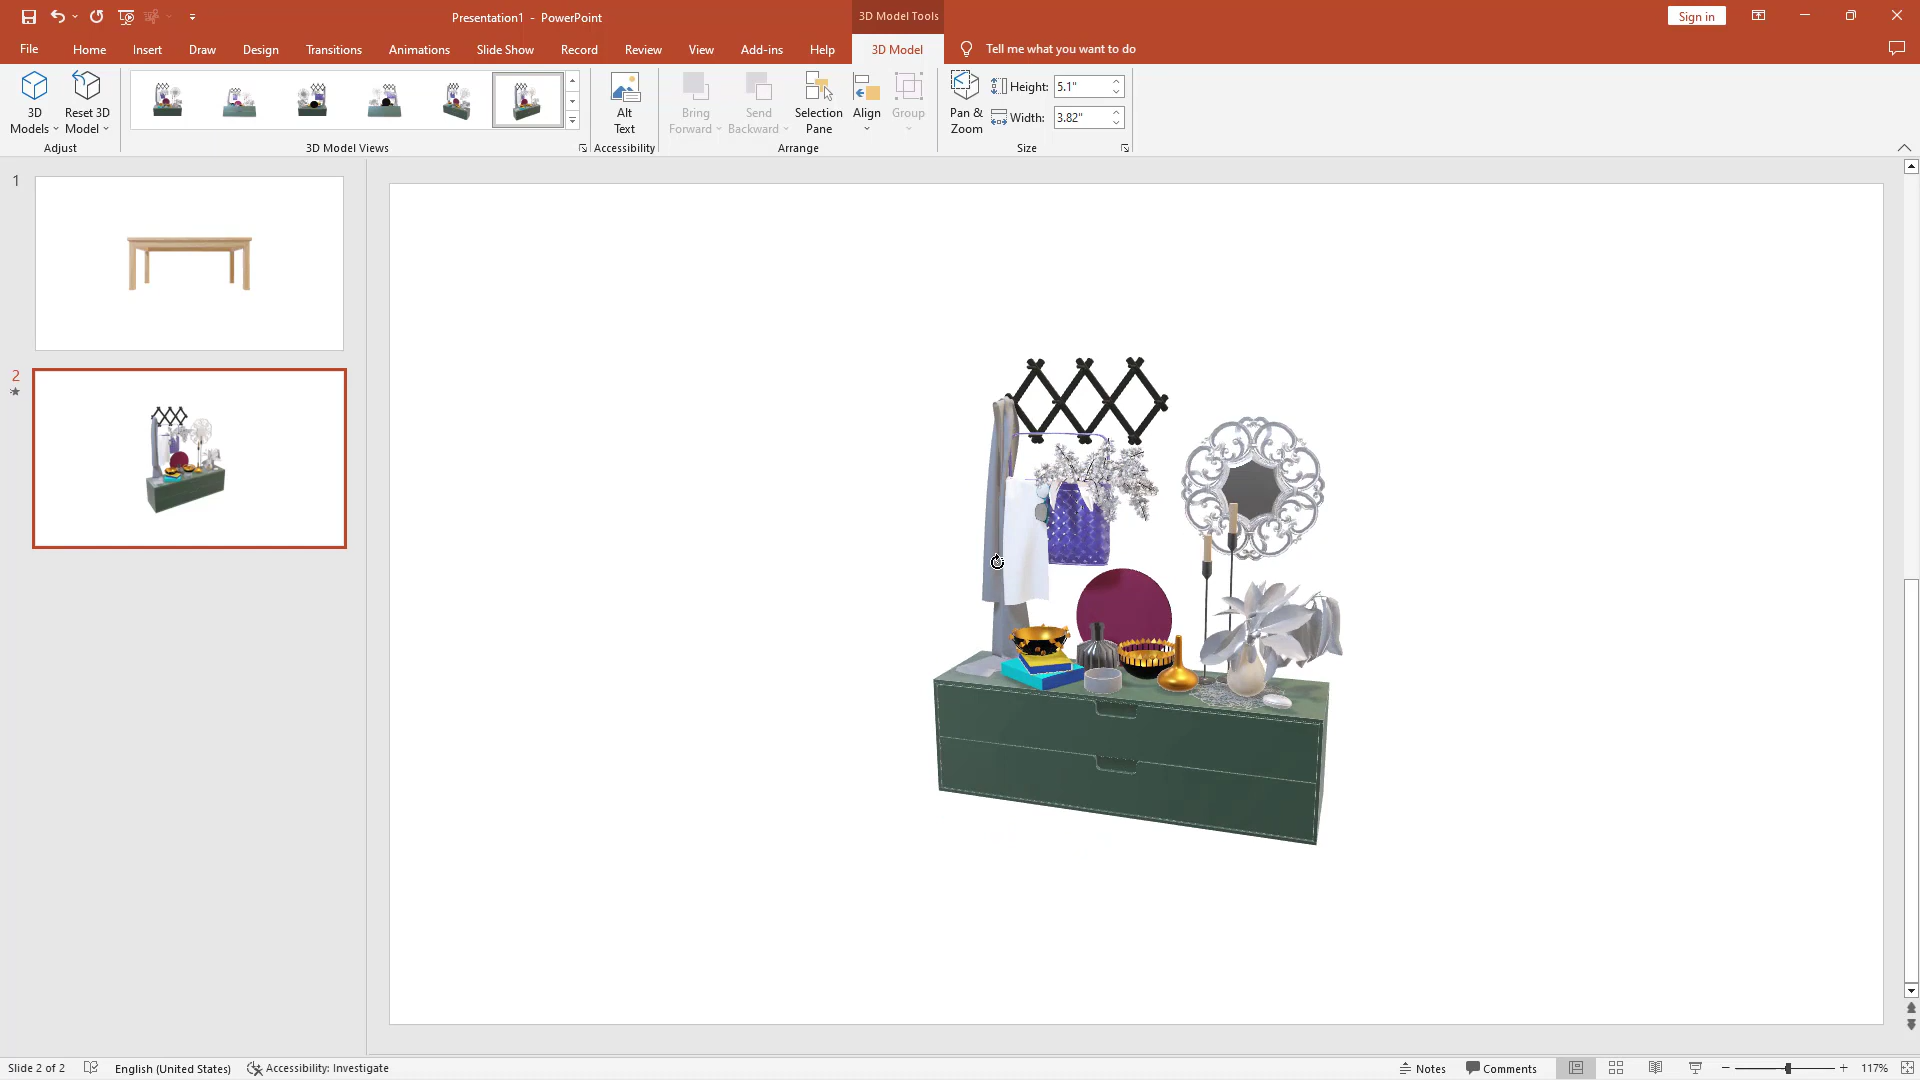 Presentation1 - PowerPoint
3D Model Tools
Sign in
File Home Insert Draw Design Transitions Animations Slide Show Record Review View Add-ins Help 3D Model Tell me what you want to do
3D Models
Reset 3D Model
Alt Text
Bring Forward
Send Backward
Selection Pane
Align
Group
Pan & Zoom
Height: 5.1"
Width: 3.82"
Adjust
3D Model Views
Accessibility
Arrange
Size
1
2
Slide 2 of 2
English (United States)
Accessibility: Investigate
Notes
Comments
117%